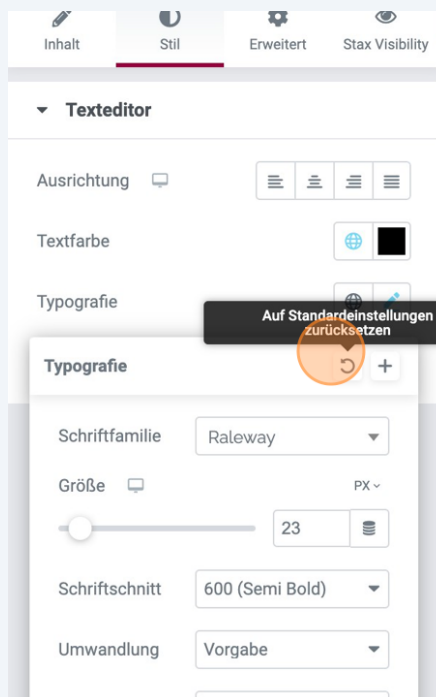 Inhalt Stil Erweitert Stax Visibility
Texteditor
Ausrichtung
Textfarbe
Typografie
Auf Standardeinstellungen
zurücksetzen
Typografie
Schriftfamilie Raleway
Größe PX
23
Schriftschnitt 600 (Semi Bold)
Umwandlung Vorgabe